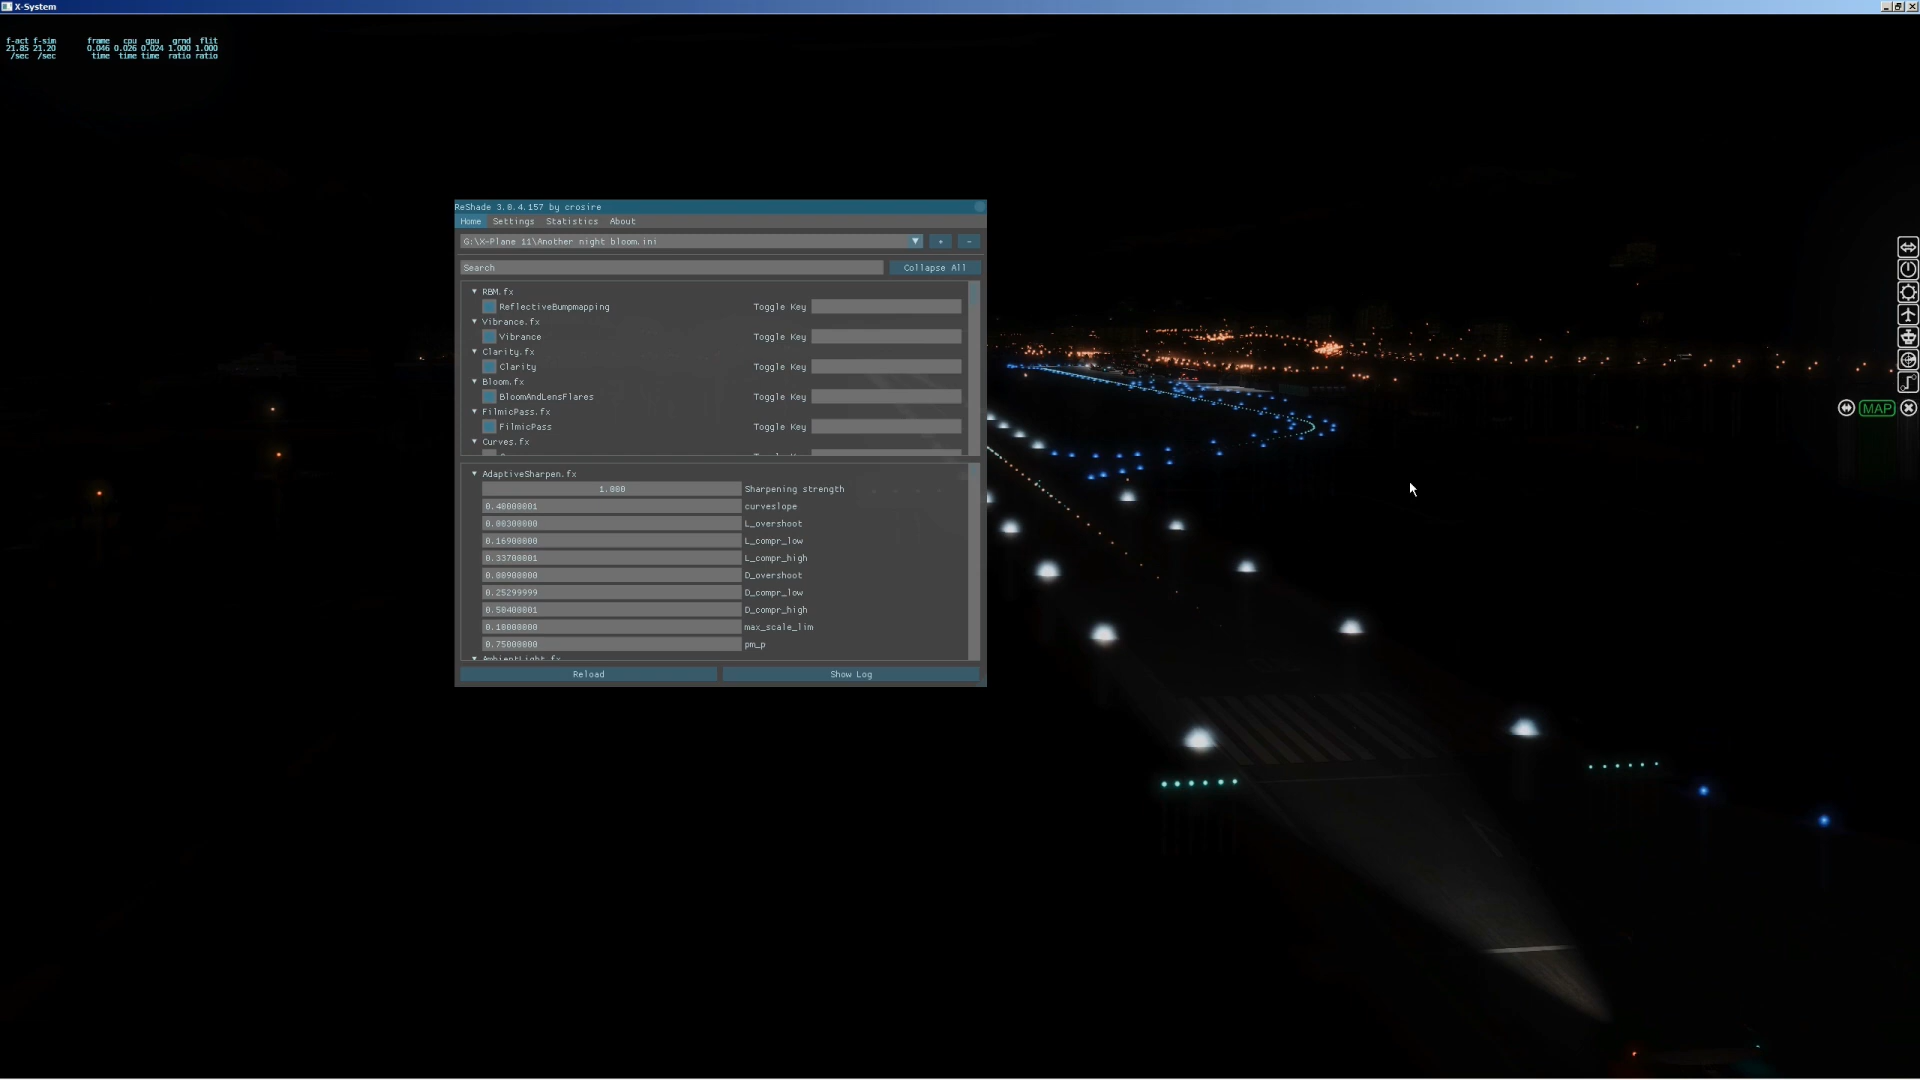 X-System
f-act f-sim frame cpu gpu grnd flit
21.85 21.20 0.046 0.026 0.024 1.000 1.000
/sec /sec time time time ratio ratio
ReShade 3.0.4.157 by crosire
Home Settings Statistics About
G:\X-Plane 11\Another night bloom.ini + -
Search Collapse All
RBM.fx
ReflectiveBumpmapping Toggle Key
Vibrance.fx
Vibrance Toggle Key
Clarity.fx
Clarity Toggle Key
Bloom.fx
BloomAndLensFlares Toggle Key
FilmicPass.fx
FilmicPass Toggle Key
Curves.fx
AdaptiveSharpen.fx
1.000 Sharpening strength
0.40000001 curveslope
0.00300000 L_overshoot
0.16900000 L_compr_low
0.33700001 L_compr_high
0.00900000 D_overshoot
0.25299999 D_compr_low
0.50400001 D_compr_high
0.10000000 max_scale_lim
0.75000000 pm_p
AmbientLight.fx
Reload Show Log
MAP